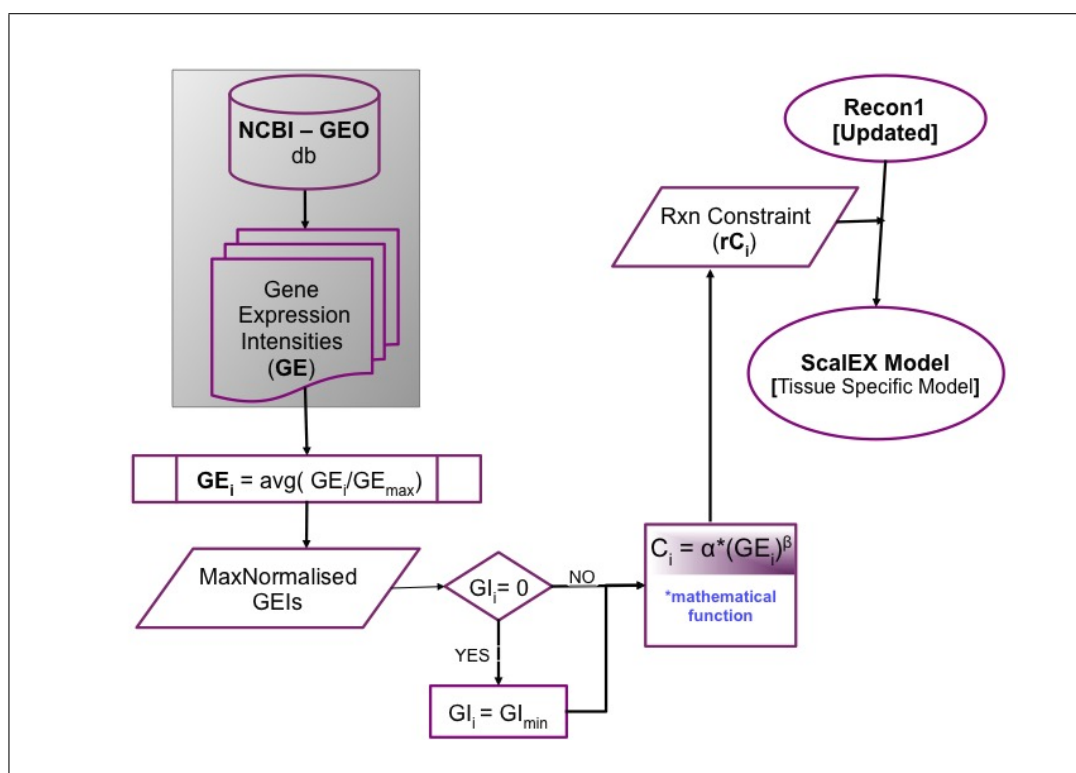 NCBI – GEO
db
Gene
Expression
Intensities
(GE)
GEᵢ = avg( GEᵢ/GEₘₐₓ)
MaxNormalised
GEIs
GIᵢ= 0
NO
YES
GIᵢ = GIₘᵢₙ
Cᵢ = α*(GEᵢ)ᵝ
*mathematical
function
Rxn Constraint
(rCᵢ)
Recon1
[Updated]
ScalEX Model
[Tissue Specific Model]